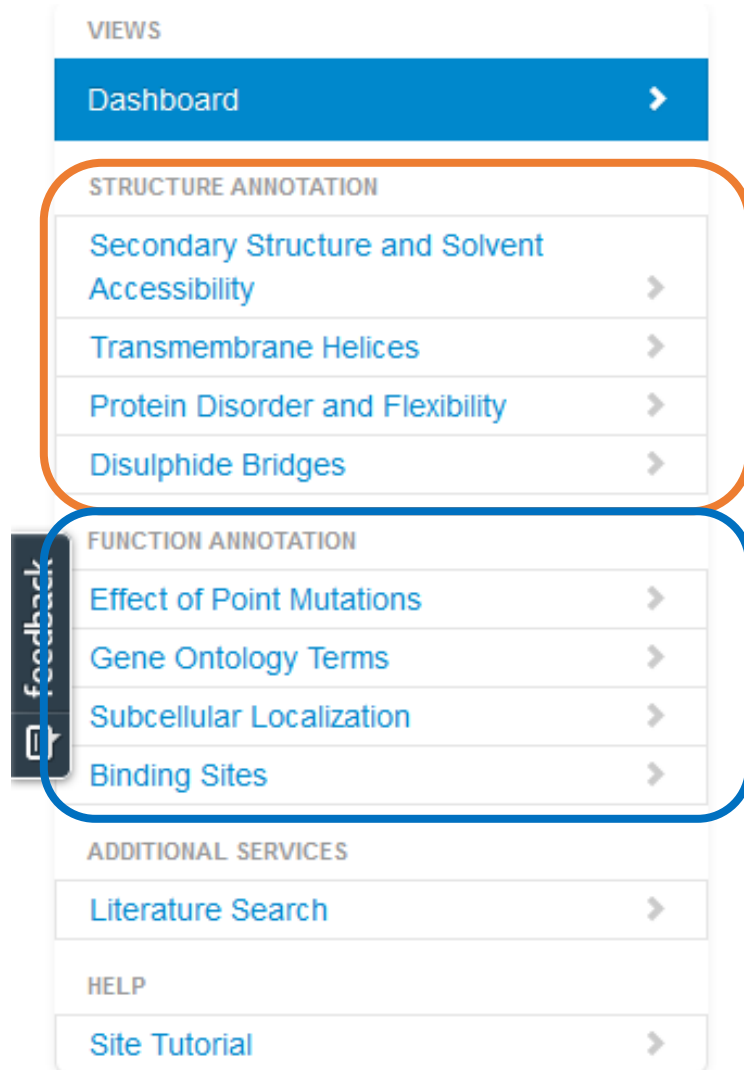 VIEWS
Dashboard
STRUCTURE ANNOTATION
Secondary Structure and Solvent
Accessibility
Transmembrane Helices
Protein Disorder and Flexibility
Disulphide Bridges
FUNCTION ANNOTATION
Effect of Point Mutations
Gene Ontology Terms
Subcellular Localization
Binding Sites
feedback
ADDITIONAL SERVICES
Literature Search
HELP
Site Tutorial